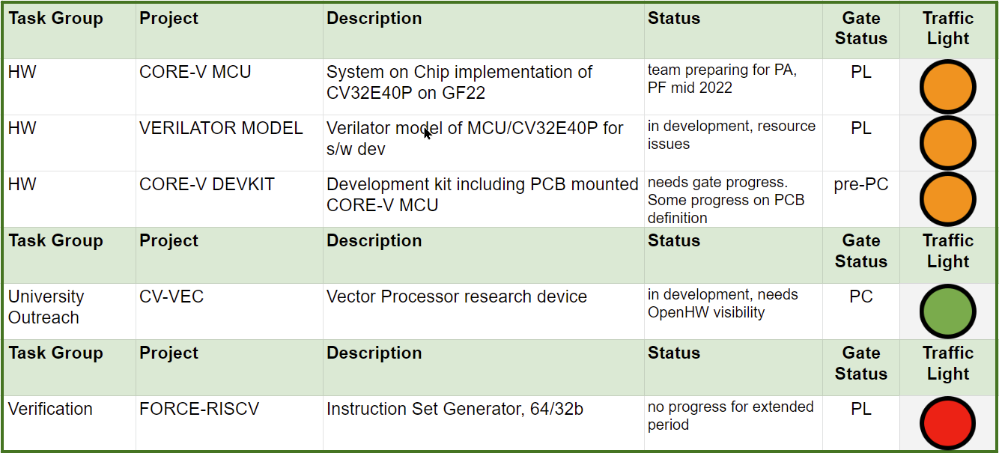 Task Group Project Description Status Gate Status Traffic Light
HW CORE-V MCU System on Chip implementation of CV32E40P on GF22 team preparing for PA, PF mid 2022 PL
HW VERILATOR MODEL Verilator model of MCU/CV32E40P for s/w dev in development, resource issues PL
HW CORE-V DEVKIT Development kit including PCB mounted CORE-V MCU needs gate progress. Some progress on PCB definition pre-PC
Task Group Project Description Status Gate Status Traffic Light
University Outreach CV-VEC Vector Processor research device in development, needs OpenHW visibility PC
Task Group Project Description Status Gate Status Traffic Light
Verification FORCE-RISCV Instruction Set Generator, 64/32b no progress for extended period PL